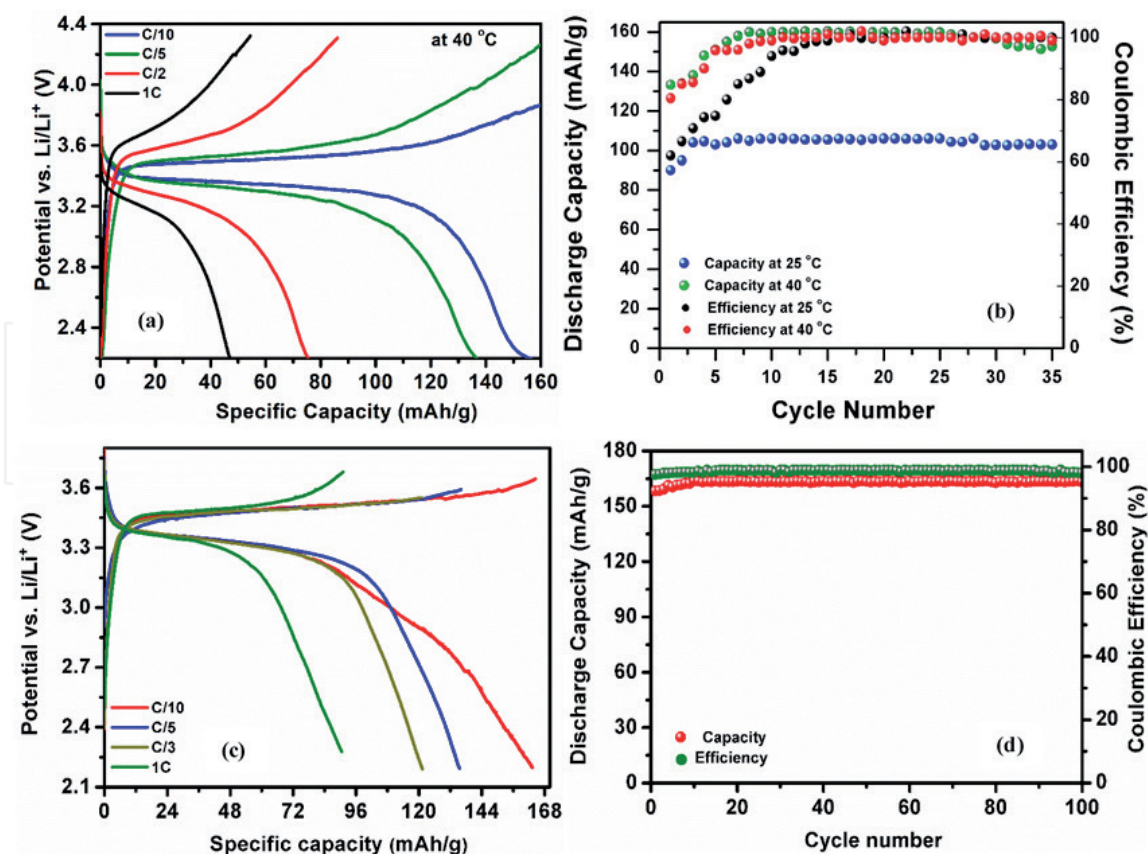 4.4
4.0
3.6
3.2
2.8
2.4
Potential vs. Li/Li+ (V)
C/10
C/5
C/2
1C
at 40 °C
(a)
0 20 40 60 80 100 120 140 160
Specific Capacity (mAh/g)
160
140
120
100
80
60
40
20
0
Discharge Capacity (mAh/g)
Capacity at 25 °C
Capacity at 40 °C
Efficiency at 25 °C
Efficiency at 40 °C
(b)
100
80
60
40
20
0
Coulombic Efficiency (%)
0 5 10 15 20 25 30 35
Cycle Number
3.6
3.3
3.0
2.7
2.4
2.1
Potential vs. Li/Li+ (V)
C/10
C/5
C/3
1C
(c)
0 24 48 72 96 120 144 168
Specific capacity (mAh/g)
180
165
135
109
90
63
30
0
Discharge Capacity (mAh/g)
Capacity
Efficiency
(d)
100
80
60
40
20
0
Coulombic Efficiency (%)
0 20 40 60 80 100
Cycle number